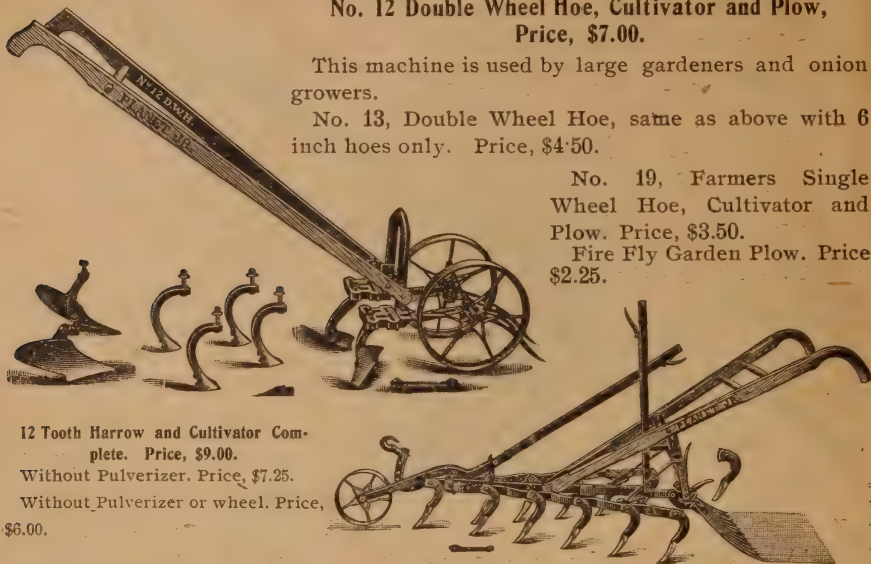 No. 12 Double Wheel Hoe, Cultivator and Plow,
Price, $7.00.
This machine is used by large gardeners and onion
growers.
No. 13, Double Wheel Hoe, same as above with 6
inch hoes only. Price, $4.50.
No. 19, Farmers Single
Wheel Hoe, Cultivator and
Plow. Price, $3.50.
Fire Fly Garden Plow. Price
$2.25.
No 12 D.W.H.
PLANET JR.
PLANET JR
12 Tooth Harrow and Cultivator Com-
plete. Price, $9.00.
Without Pulverizer. Price, $7.25.
Without Pulverizer or wheel. Price,
$6.00.